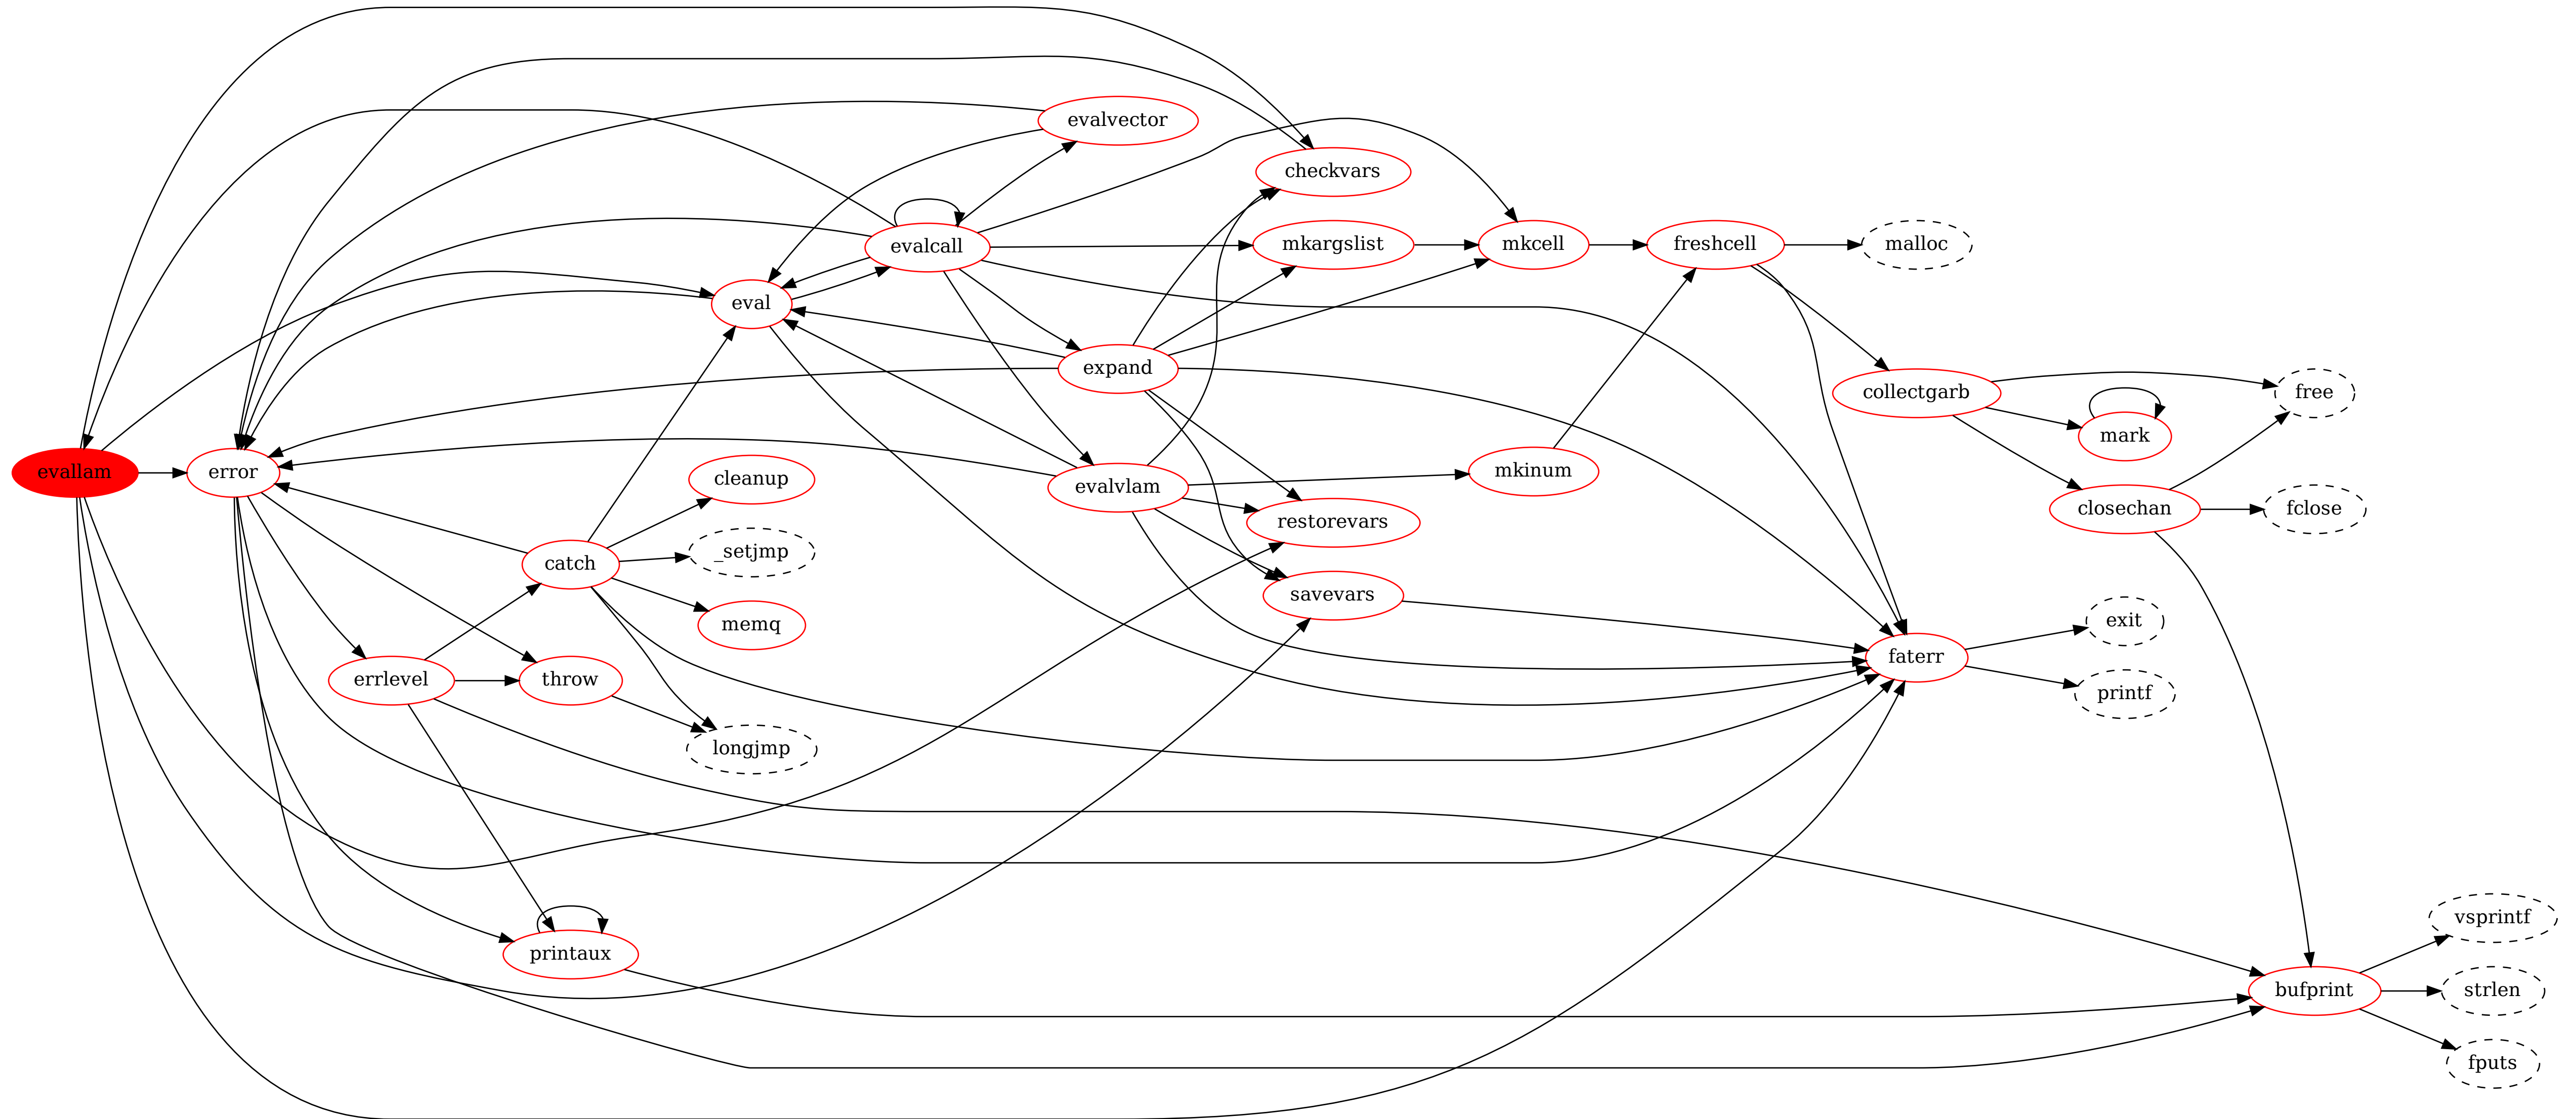 evalvector
checkvars
evalcall
mkargslist
mkcell
freshcell
malloc
eval
expand
collectgarb
free
mark
evallam
error
cleanup
evalvlam
mkinum
closechan
fclose
restorevars
_setjmp
catch
savevars
memq
exit
faterr
errlevel
throw
printf
longjmp
vsprintf
printaux
bufprint
strlen
fputs